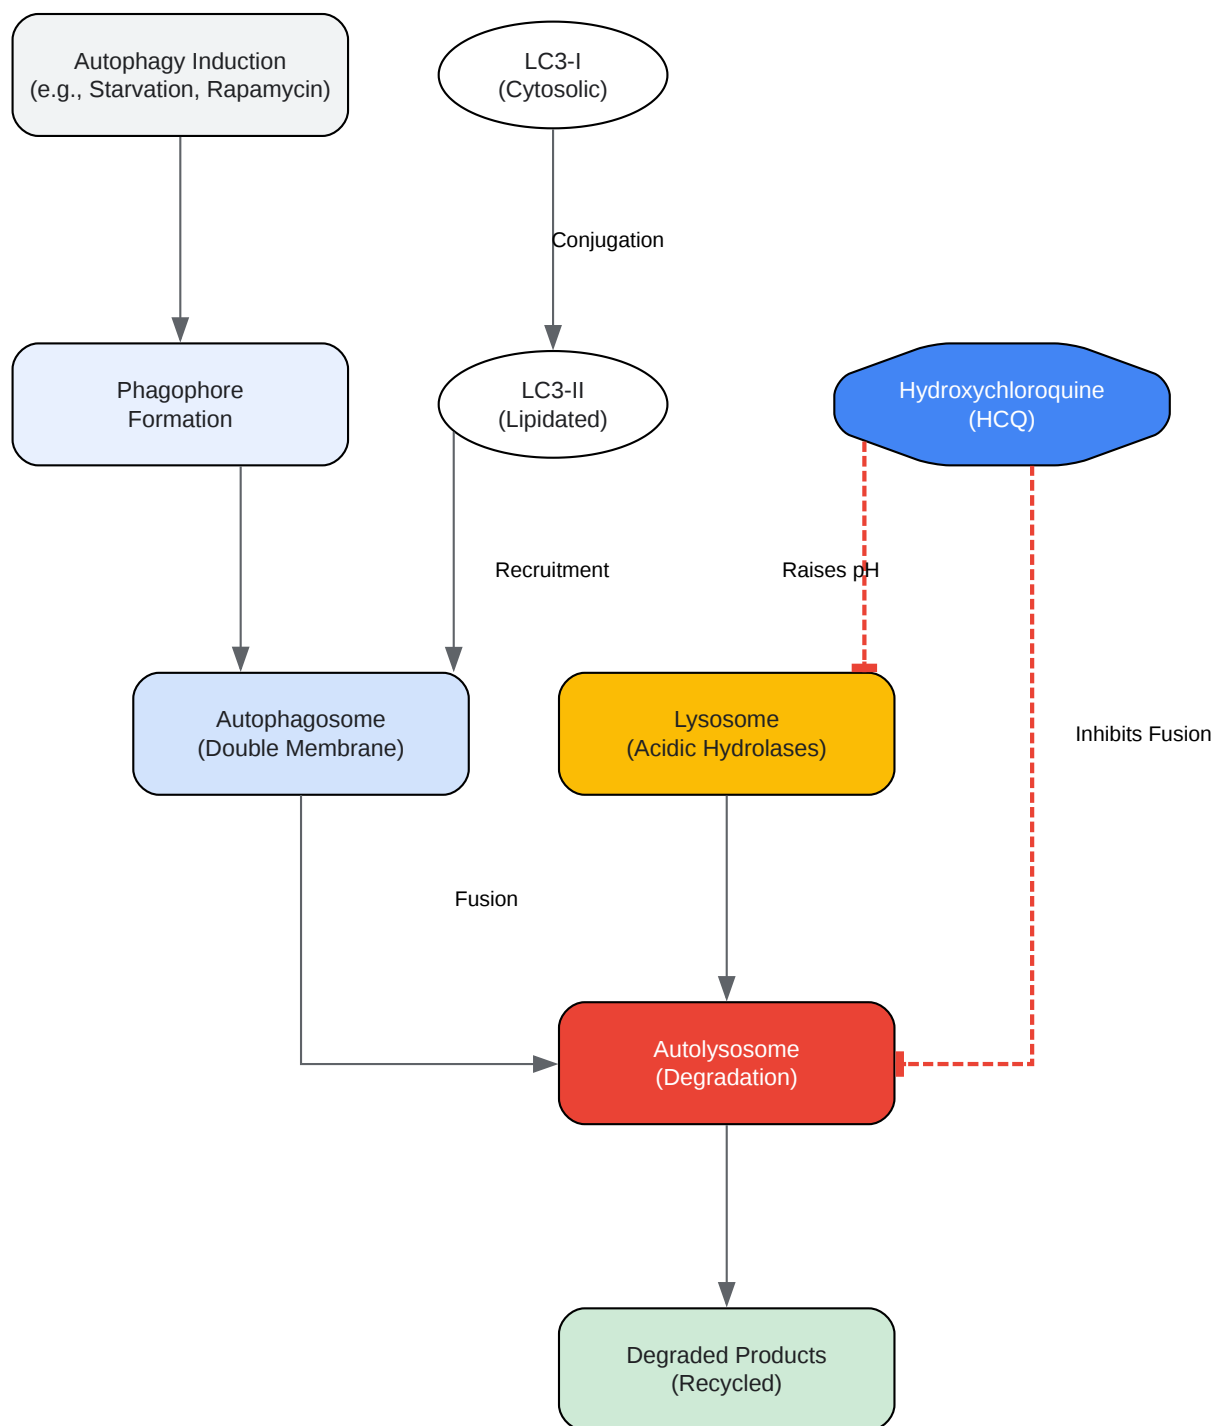 Autophagy Induction
(e.g., Starvation, Rapamycin)
LC3-I
(Cytosolic)
Conjugation
Phagophore
Formation
LC3-II
(Lipidated)
Hydroxychloroquine
(HCQ)
Recruitment
Raises pH
Autophagosome
(Double Membrane)
Lysosome
(Acidic Hydrolases)
Inhibits Fusion
Fusion
Autolysosome
(Degradation)
Degraded Products
(Recycled)